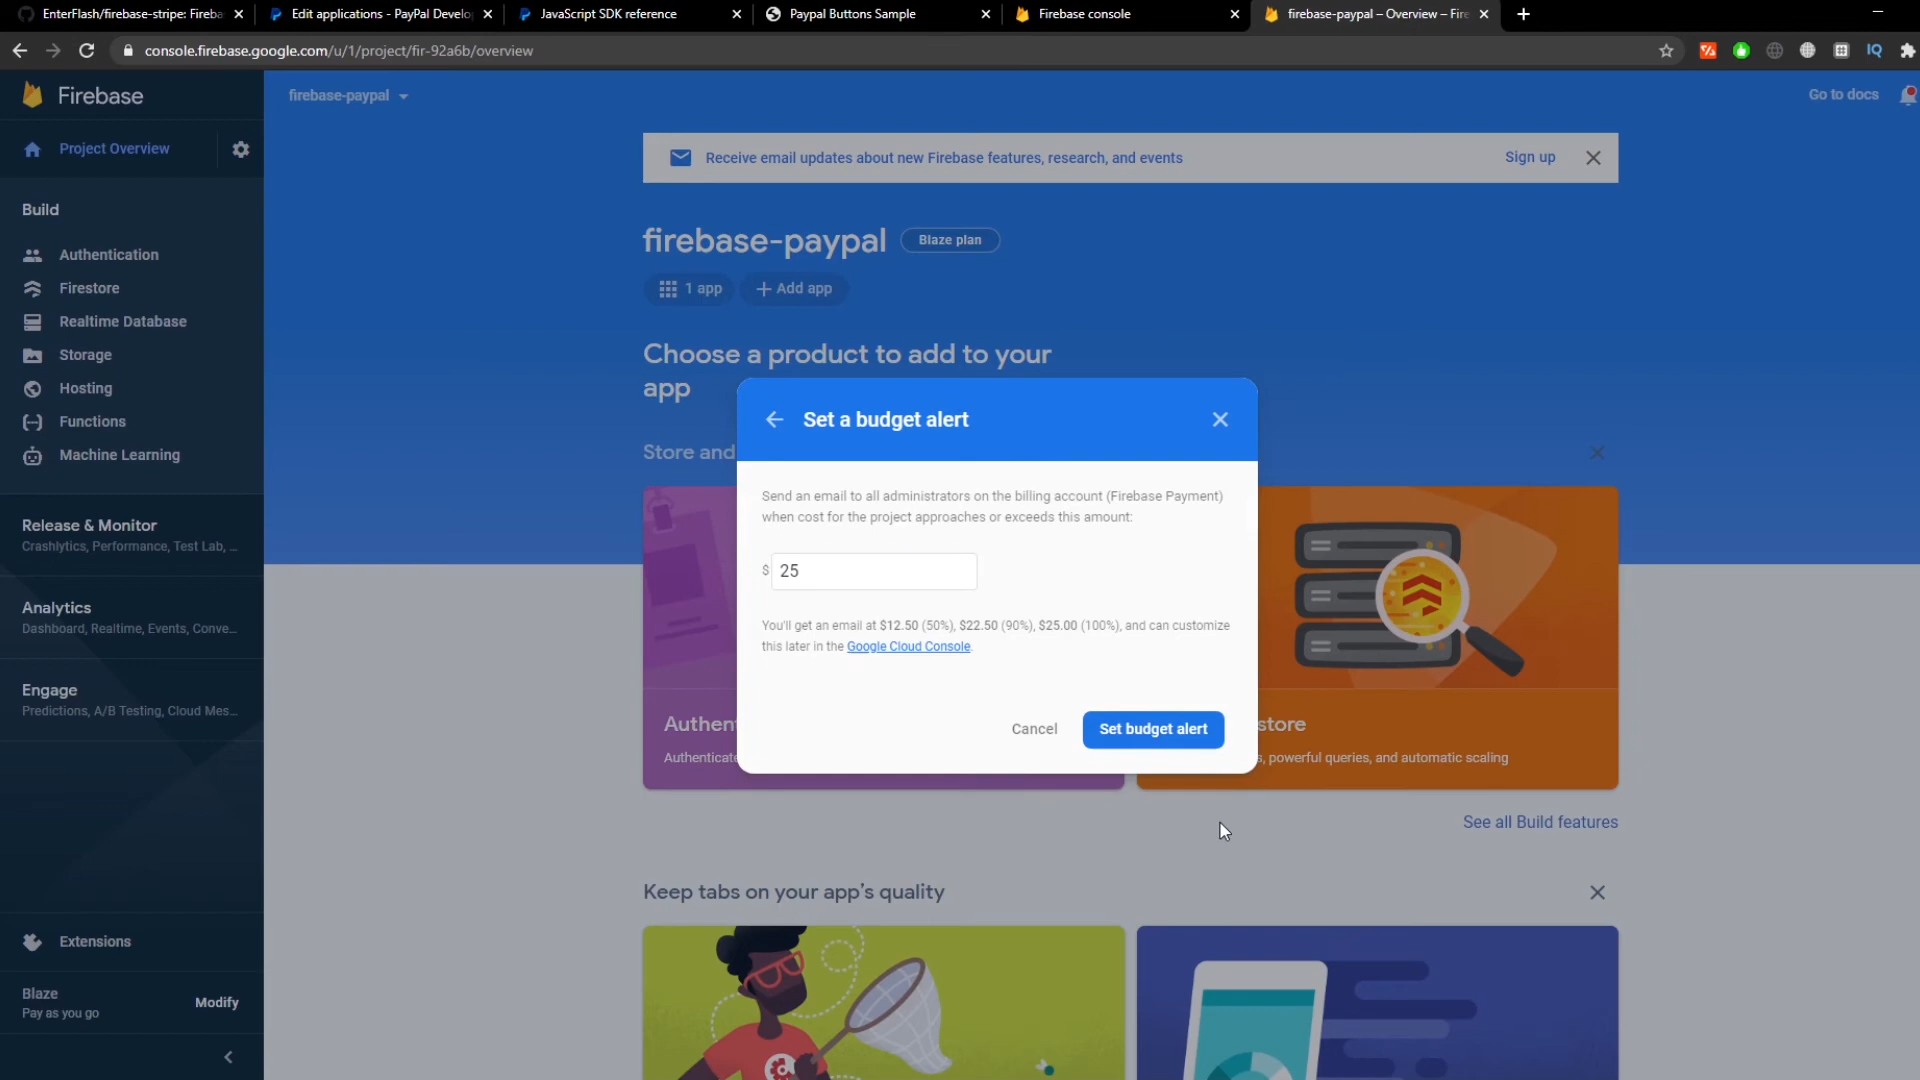 EnterFlash/firebase-stripe: Fireba
Edit applications - PayPal Develo
JavaScript SDK reference
Paypal Buttons Sample
Firebase console
firebase-paypal – Overview – Fire
console.firebase.google.com/u/1/project/fir-92a6b/overview
IQ
Firebase
firebase-paypal
Go to docs
Project Overview
Receive email updates about new Firebase features, research, and events
Sign up
Build
firebase-paypal
Blaze plan
Authentication
1 app
Add app
Firestore
Realtime Database
Storage
Choose a product to add to your
app
Hosting
Functions
Machine Learning
Set a budget alert
Store and
Send an email to all administrators on the billing account (Firebase Payment)
when cost for the project approaches or exceeds this amount:
$ 25
You'll get an email at $12.50 (50%), $22.50 (90%), $25.00 (100%), and can customize
this later in the Google Cloud Console.
Cancel
Set budget alert
Release & Monitor
Crashlytics, Performance, Test Lab, ...
Analytics
Dashboard, Realtime, Events, Conve...
Engage
Predictions, A/B Testing, Cloud Mes...
Authen
store
Authenticate
s, powerful queries, and automatic scaling
See all Build features
Keep tabs on your app's quality
Extensions
Blaze
Pay as you go
Modify